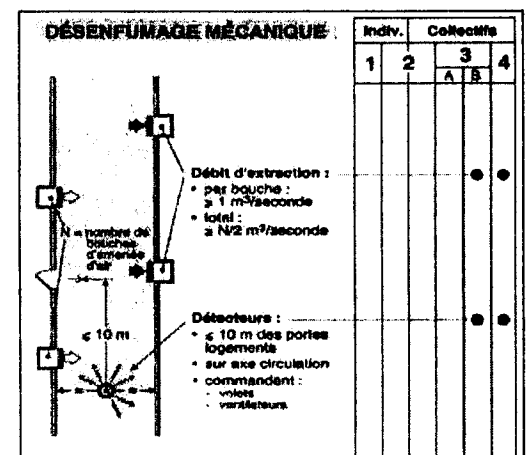 DÉSENFUMAGE MÉCANIQUE
Indiv. Collectifs
1 2 3 4
A B
Débit d'extraction :
• par bouche :
≥ 1 m³/seconde
• total :
≥ N/2 m³/seconde
N = nombre de
bouches
d'amenée
d'air
≤ 10 m
Détecteurs :
• ≤ 10 m des portes
logements
• sur axe circulation
• commandant :
- volets
- ventilateurs